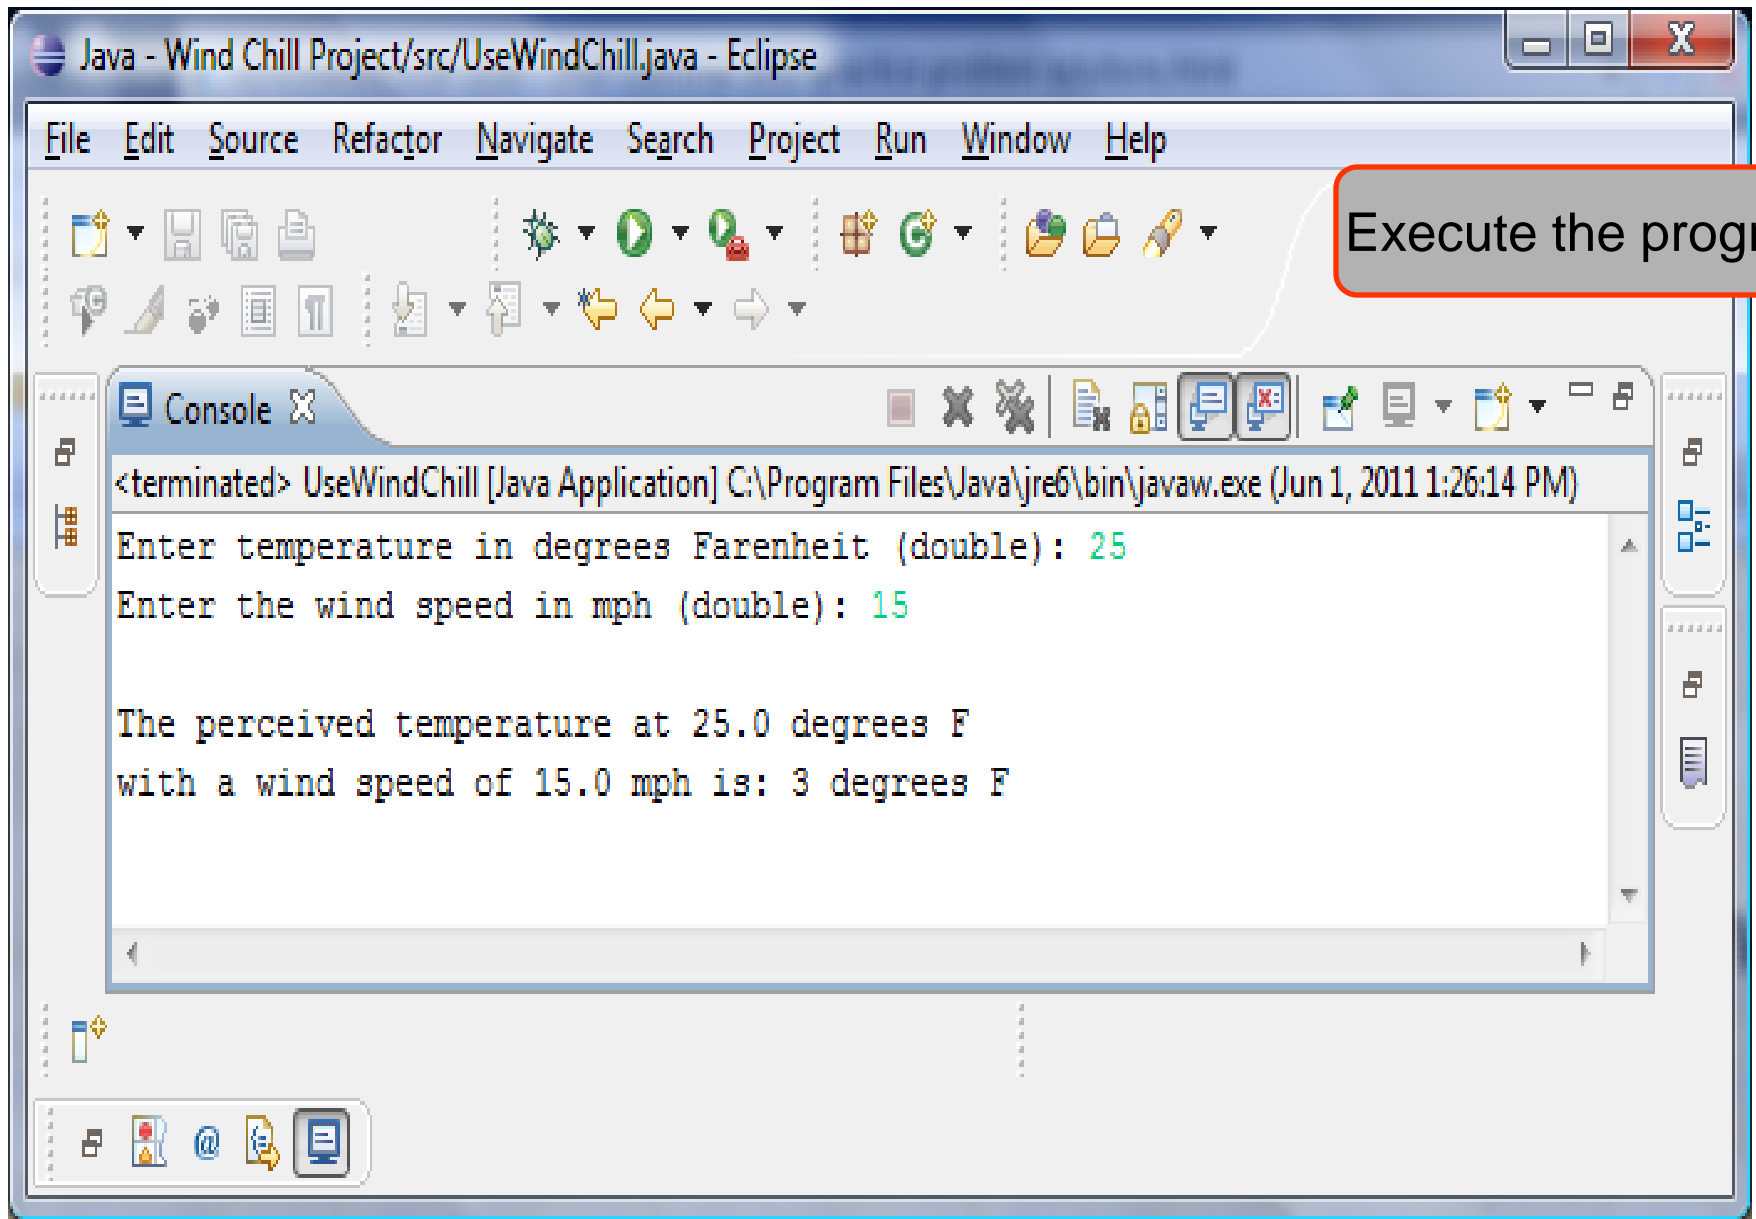 Java - Wind Chill Project/src/UseWindChill.java - Eclipse
File Edit Source Refactor Navigate Search Project Run Window Help
Execute the progr
Console
<terminated> UseWindChill [Java Application] C:\Program Files\Java\jre6\bin\javaw.exe (Jun 1, 2011 1:26:14 PM)
Enter temperature in degrees Farenheit (double): 25
Enter the wind speed in mph (double): 15
The perceived temperature at 25.0 degrees F
with a wind speed of 15.0 mph is: 3 degrees F